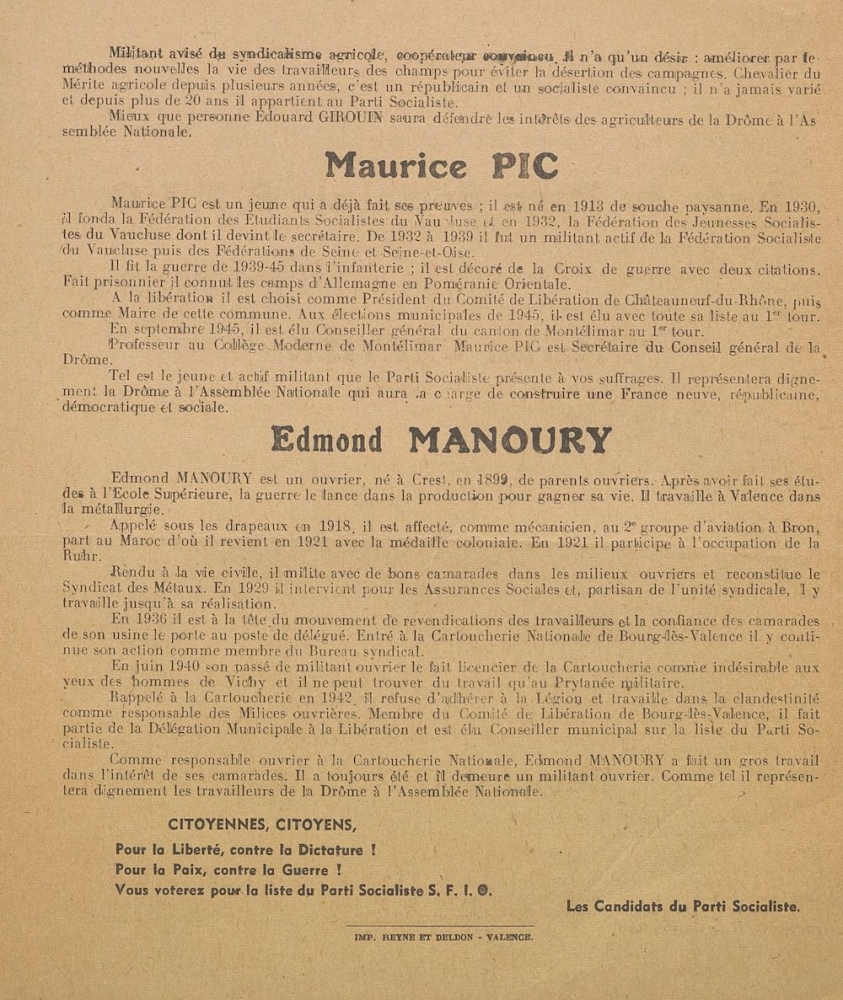 Militant avisé du syndicalisme agricole, coopérateur convaincu, il n'a qu'un désir : améliorer par le
méthodes nouvelles la vie des travailleurs des champs pour éviter la désertion des campagnes. Chevalier du
Mérite agricole depuis plusieurs années, c'est un républicain et un socialiste convaincu ; il n'a jamais varié
et depuis plus de 20 ans il appartient au Parti Socialiste.
Mieux que personne Edouard GIROUIN saura défendre les intérêts des agriculteurs de la Drôme à l'As
semblée Nationale.
Maurice PIC
Maurice PIC est un jeune qui a déjà fait ses preuves ; il est né en 1913 de souche paysanne. En 1930,
il fonda la Fédération des Etudiants Socialistes du Vaucluse et en 1932, la Fédération des Jeunesses Socialis-
tes du Vaucluse dont il devint le secrétaire. De 1932 à 1939 il fut un militant actif de la Fédération Socialiste
du Vaucluse puis des Fédérations de Seine et Seine-et-Oise.
Il fit la guerre de 1939-45 dans l'infanterie ; il est décoré de la Croix de guerre avec deux citations.
Fait prisonnier il connut les camps d'Allemagne en Poméranie Orientale.
A la libération il est choisi comme Président du Comité de Libération de Châteauneuf-du-Rhône, puis
comme Maire de cette commune. Aux élections municipales de 1945, il est élu avec toute sa liste au 1er tour.
En septembre 1945, il est élu Conseiller général du canton de Montélimar au 1er tour.
Professeur au Collège Moderne de Montélimar Maurice PIC est Secrétaire du Conseil général de la
Drôme.
Tel est le jeune et actif militant que le Parti Socialiste présente à vos suffrages. Il représentera digne-
ment la Drôme à l'Assemblée Nationale qui aura la charge de construire une France neuve, républicaine,
démocratique et sociale.
Edmond MANOURY
Edmond MANOURY est un ouvrier, né à Crest, en 1899, de parents ouvriers. Après avoir fait ses étu-
des à l'Ecole Supérieure, la guerre le lance dans la production pour gagner sa vie. Il travaille à Valence dans
la métallurgie.
Appelé sous les drapeaux en 1918, il est affecté, comme mécanicien, au 2e groupe d'aviation à Bron,
part au Maroc d'où il revient en 1921 avec la médaille coloniale. En 1921 il participe à l'occupation de la
Ruhr.
Rendu à la vie civile, il milite avec de bons camarades dans les milieux ouvriers et reconstitue le
Syndicat des Métaux. En 1929 il intervient pour les Assurances Sociales et, partisan de l'unité syndicale, il y
travaille jusqu'à sa réalisation.
En 1936 il est à la tête du mouvement de revendications des travailleurs et la confiance des camarades
de son usine le porte au poste de délégué. Entré à la Cartoucherie Nationale de Bourg-lès-Valence il y conti-
nue son action comme membre du Bureau syndical.
En juin 1940 son passé de militant ouvrier le fait licencier de la Cartoucherie comme indésirable aux
yeux des hommes de Vichy et il ne peut trouver du travail qu'au Prytanée militaire.
Rappelé à la Cartoucherie en 1942, il refuse d'adhérer à la Légion et travaille dans la clandestinité
comme responsable des Milices ouvrières. Membre du Comité de Libération de Bourg-lès-Valence, il fait
partie de la Délégation Municipale à la Libération et est élu Conseiller municipal sur la liste du Parti So-
cialiste.
Comme responsable ouvrier à la Cartoucherie Nationale, Edmond MANOURY a fait un gros travail
dans l'intérêt de ses camarades. Il a toujours été et il demeure un militant ouvrier. Comme tel il représen-
tera dignement les travailleurs de la Drôme à l'Assemblée Nationale.
CITOYENNES, CITOYENS,
Pour la Liberté, contre la Dictature !
Pour la Paix, contre la Guerre !
Vous voterez pour la liste du Parti Socialiste S. F. I. O.
Les Candidats du Parti Socialiste.
IMP. REYNE ET DELDON - VALENCE.